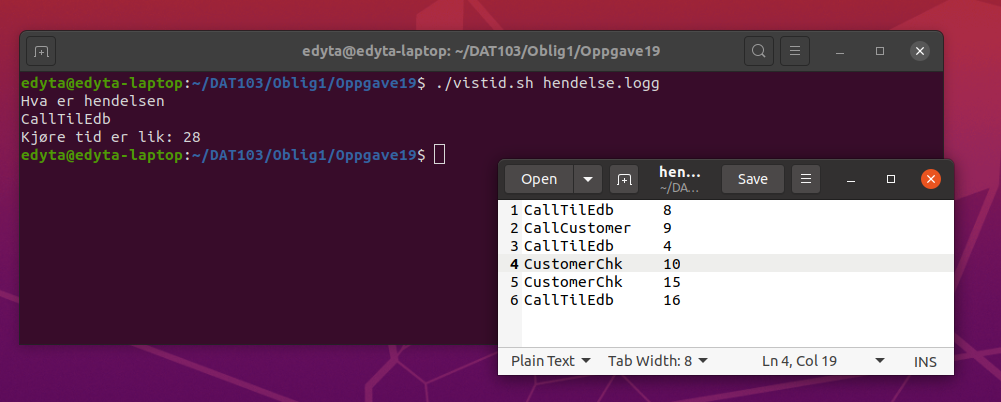 edyta@edyta-laptop: ~/DAT103/Oblig1/Oppgave19
edyta@edyta-laptop:~/DAT103/Oblig1/Oppgave19$ ./vistid.sh hendelse.logg
Hva er hendelsen
CallTilEdb
Kjøre tid er lik: 28
edyta@edyta-laptop:~/DAT103/Oblig1/Oppgave19$
Open hen... Save
~/DA...
1 CallTilEdb 8
2 CallCustomer 9
3 CallTilEdb 4
4 CustomerChk 10
5 CustomerChk 15
6 CallTilEdb 16
Plain Text Tab Width: 8 Ln 4, Col 19 INS